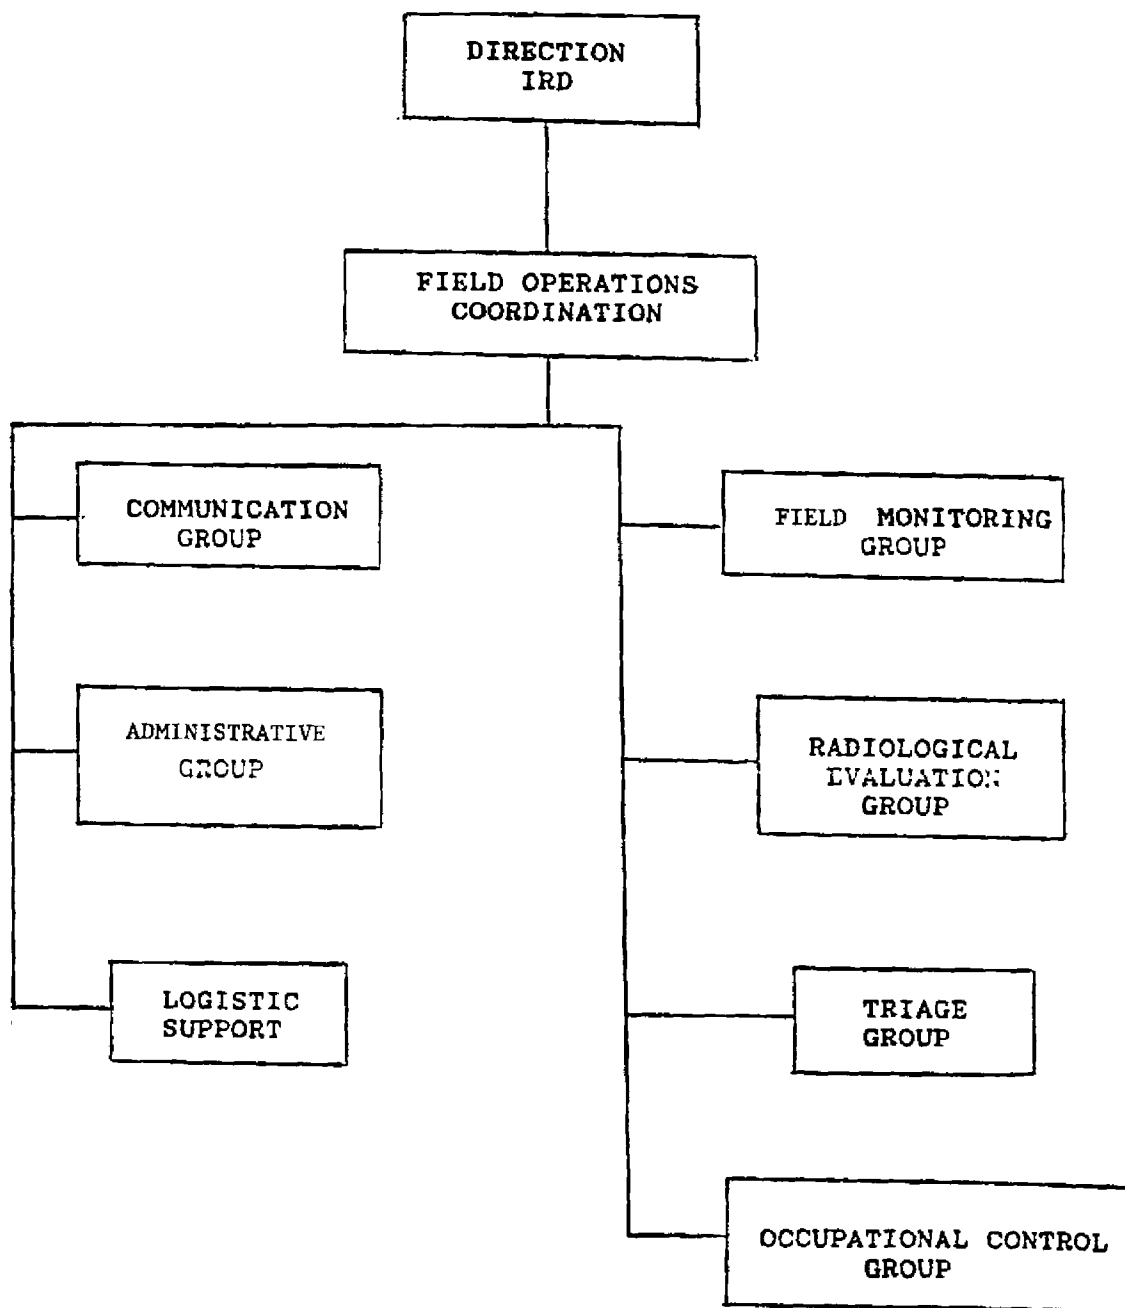 DIRECTION
IRD
FIELD OPERATIONS
COORDINATION
COMMUNICATION
GROUP
ADMINISTRATIVE
GROUP
LOGISTIC
SUPPORT
FIELD MONITORING
GROUP
RADIOLOGICAL
EVALUATION
GROUP
TRIAGE
GROUP
OCCUPATIONAL CONTROL
GROUP